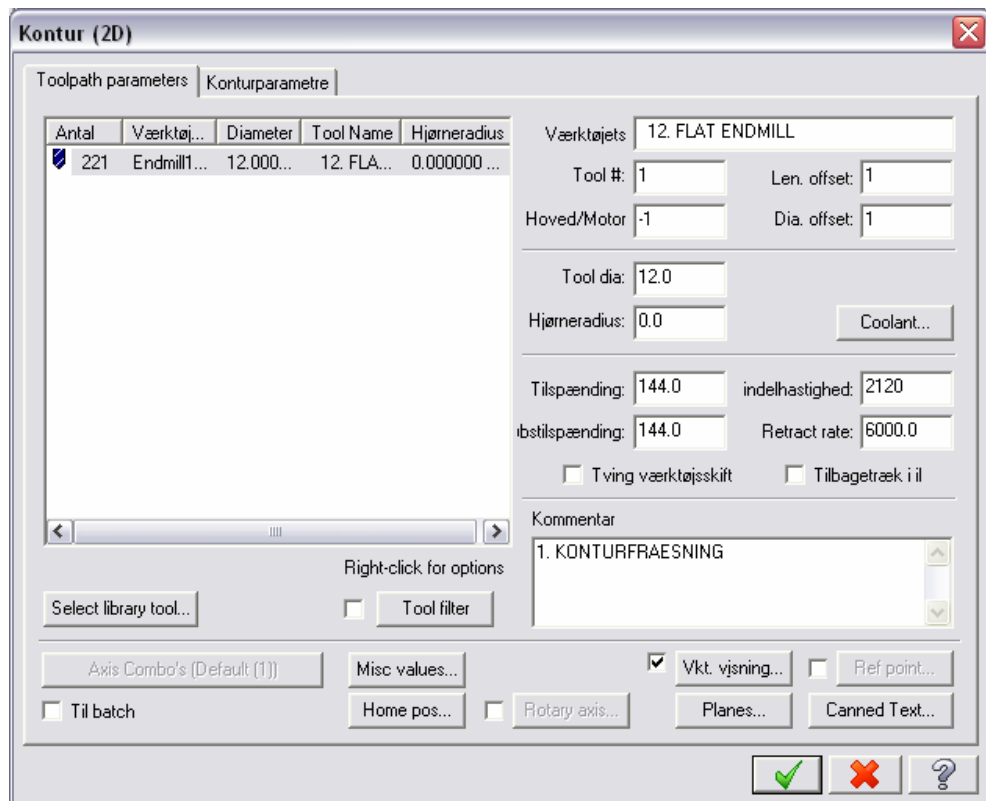 Kontur (2D)
Toolpath parameters Konturparametre
Antal Værktøj... Diameter Tool Name Hjørneradius
221 Endmill1... 12.000... 12. FLA... 0.000000 ...
Værktøjets 12. FLAT ENDMILL
Tool #: 1 Len. offset: 1
Hoved/Motor -1 Dia. offset: 1
Tool dia: 12.0
Hjørneradius: 0.0 Coolant...
Tilspænding: 144.0 indelhastighed: 2120
bstilspænding: 144.0 Retract rate: 6000.0
Tving værktøjsskift Tilbagetræk i il
Kommentar
1. KONTURFRAESNING
Right-click for options
Select library tool... Tool filter
Axis Combo's (Default (1)) Misc values... Vkt. visning... Ref point...
Til batch Home pos... Rotary axis... Planes... Canned Text...